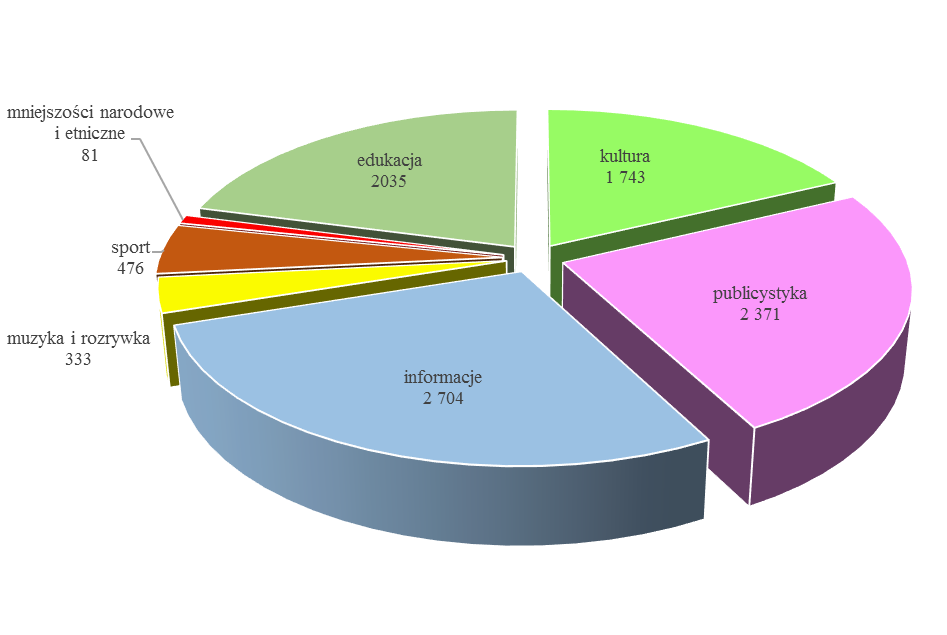 mniejszości narodowe
i etniczne
81
edukacja
2035
kultura
1 743
sport
476
publicystyka
2 371
muzyka i rozrywka
333
informacje
2 704